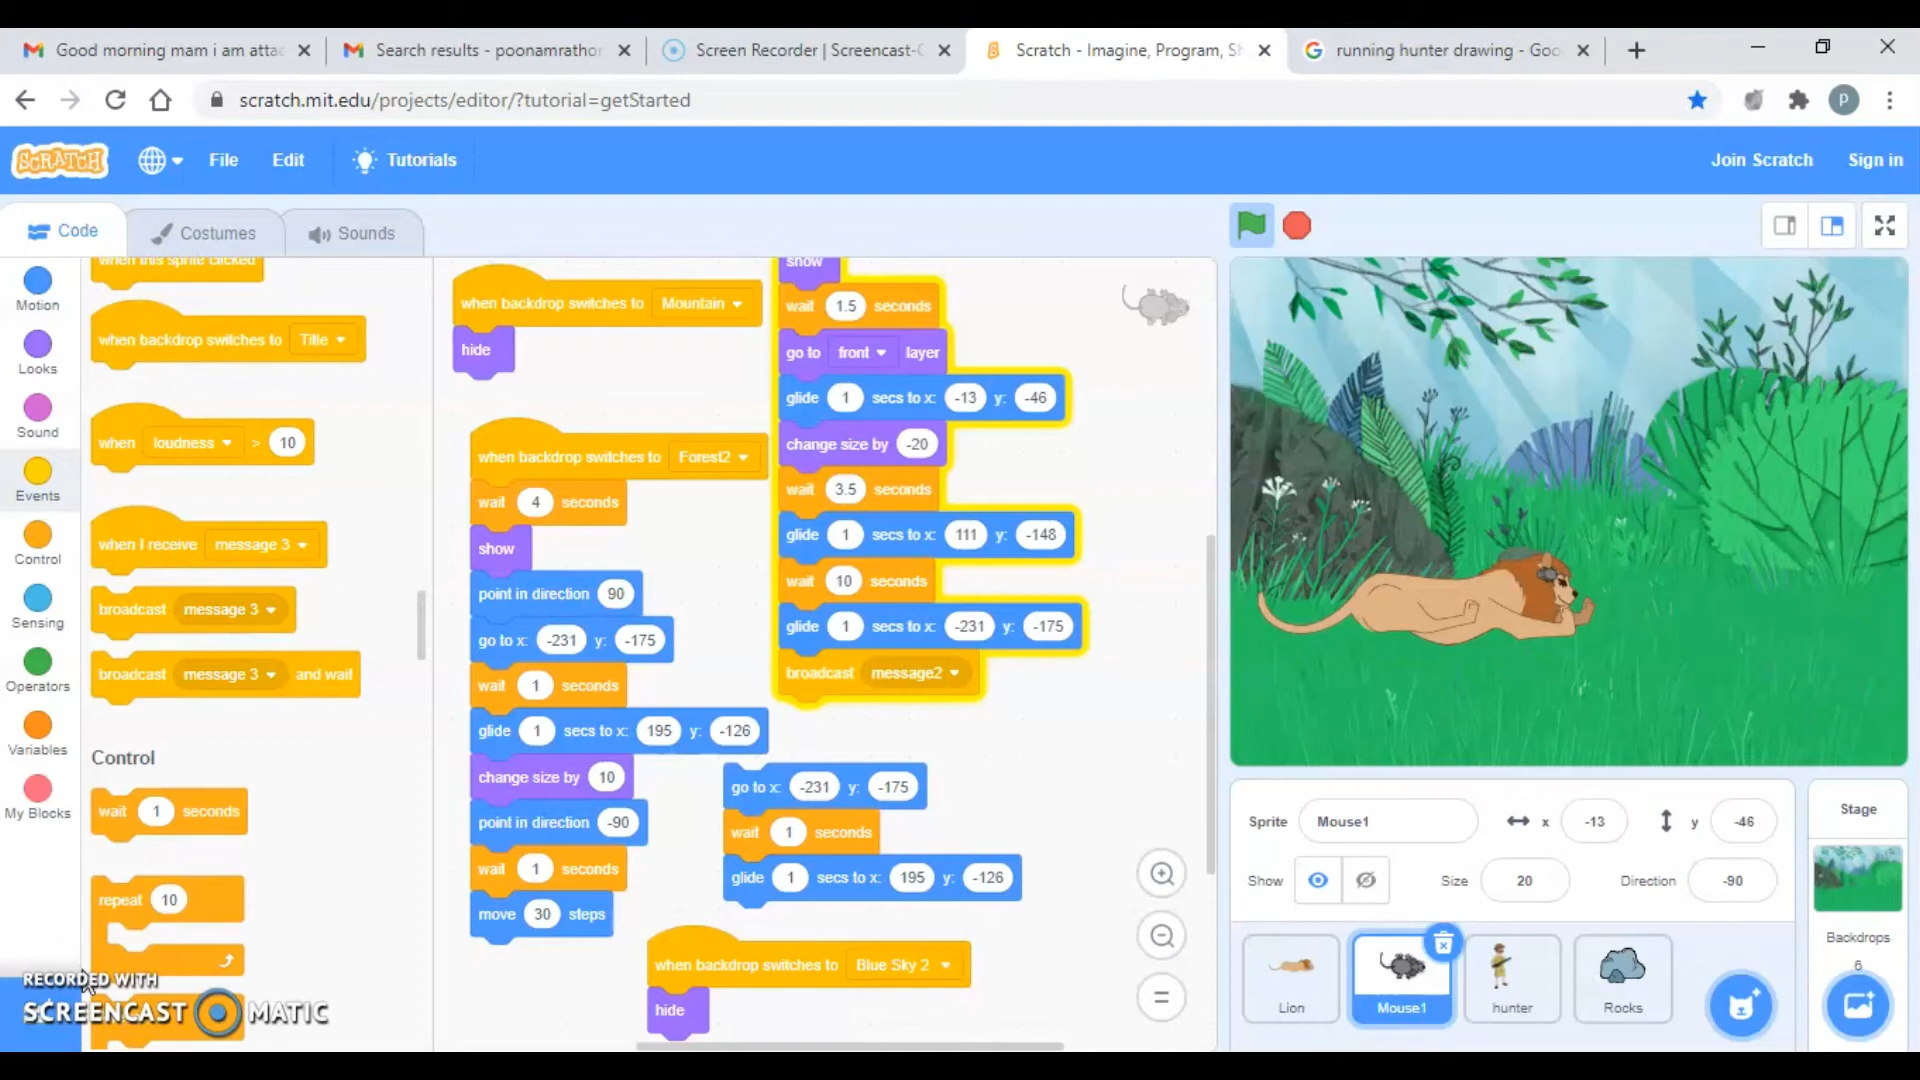 Good morning mam i am atta
Search results - poonamrathor
Screen Recorder | Screencast-O
Scratch - Imagine, Program, Sh
running hunter drawing - Goo
scratch.mit.edu/projects/editor/?tutorial=getStarted
P
SCRATCH
File
Edit
Tutorials
Join Scratch
Sign in
Code
Costumes
Sounds
Motion
Looks
Sound
Events
Control
Sensing
Operators
Variables
My Blocks
when this sprite clicked
when backdrop switches to Title
when loudness > 10
when I receive message 3
broadcast message 3
broadcast message 3 and wait
Control
wait 1 seconds
repeat 10
when backdrop switches to Mountain
hide
when backdrop switches to Forest2
wait 4 seconds
show
point in direction 90
go to x: -231 y: -175
wait 1 seconds
glide 1 secs to x: 195 y: -126
change size by 10
point in direction -90
wait 1 seconds
move 30 steps
show
wait 1.5 seconds
go to front layer
glide 1 secs to x: -13 y: -46
change size by -20
wait 3.5 seconds
glide 1 secs to x: 111 y: -148
wait 10 seconds
glide 1 secs to x: -231 y: -175
broadcast message2
go to x: -231 y: -175
wait 1 seconds
glide 1 secs to x: 195 y: -126
when backdrop switches to Blue Sky 2
hide
Sprite Mouse1 x -13 y -46
Show Size 20 Direction -90
Lion
Mouse1
hunter
Rocks
Stage
Backdrops
6
RECORDED WITH
SCREENCAST MATIC